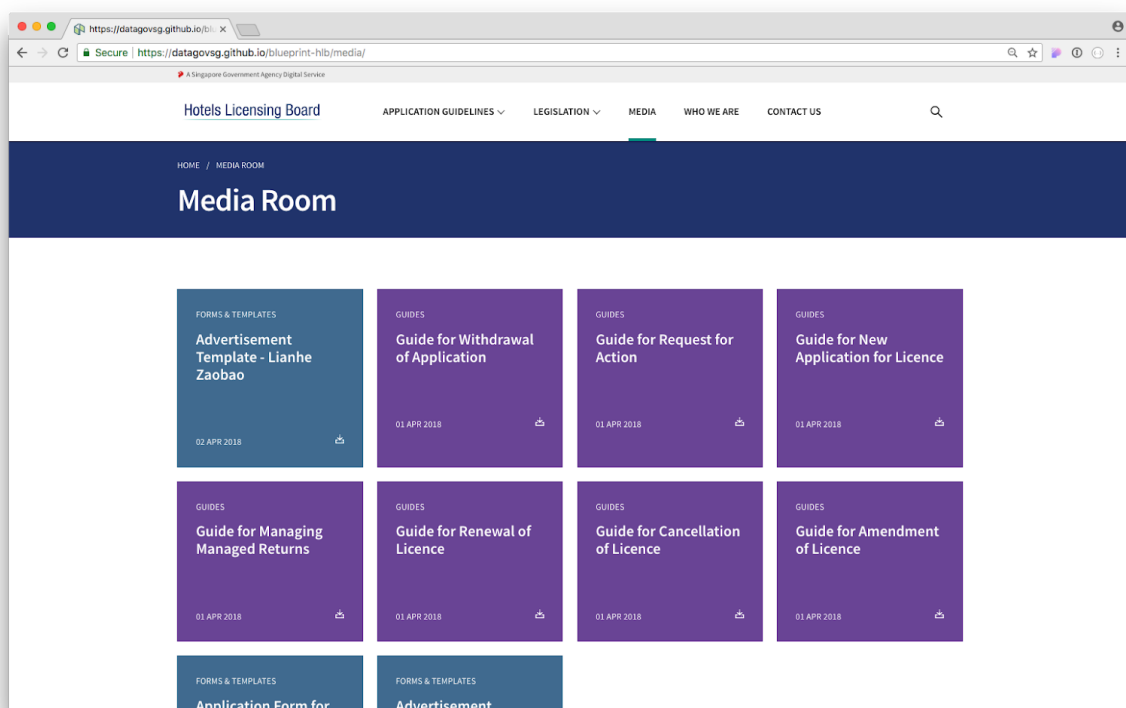 https://datagovsg.github.io/blu
Secure | https://datagovsg.github.io/blueprint-hlb/media/
A Singapore Government Agency Digital Service
Hotels Licensing Board
APPLICATION GUIDELINES
LEGISLATION
MEDIA
WHO WE ARE
CONTACT US
HOME / MEDIA ROOM
Media Room
FORMS & TEMPLATES
Advertisement
Template - Lianhe
Zaobao
02 APR 2018
GUIDES
Guide for Withdrawal
of Application
01 APR 2018
GUIDES
Guide for Request for
Action
01 APR 2018
GUIDES
Guide for New
Application for Licence
01 APR 2018
GUIDES
Guide for Managing
Managed Returns
01 APR 2018
GUIDES
Guide for Renewal of
Licence
01 APR 2018
GUIDES
Guide for Cancellation
of Licence
01 APR 2018
GUIDES
Guide for Amendment
of Licence
01 APR 2018
FORMS & TEMPLATES
Application Form for
FORMS & TEMPLATES
Advertisement